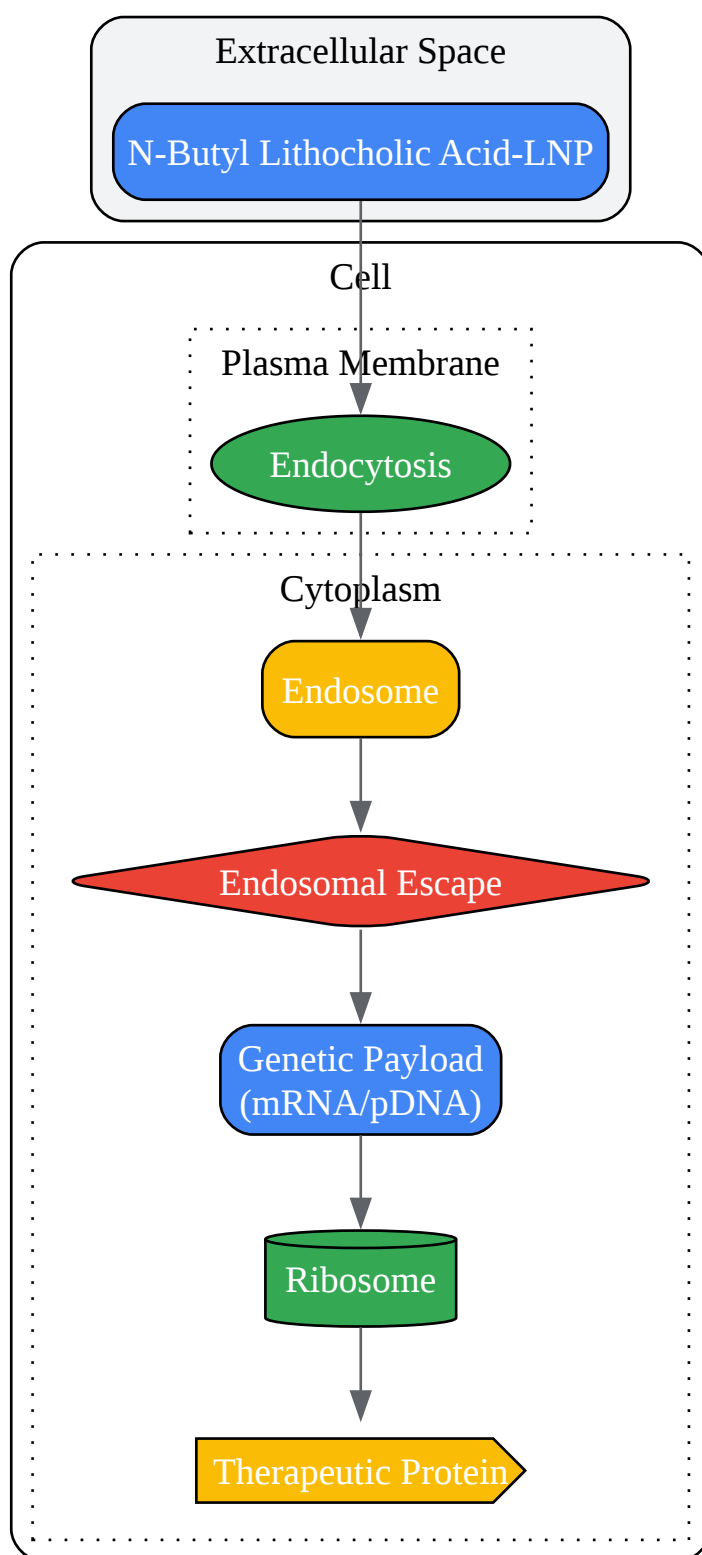 Extracellular Space
N-Butyl Lithocholic Acid-LNP
Cell
Plasma Membrane
Endocytosis
Cytoplasm
Endosome
Endosomal Escape
Genetic Payload
(mRNA/pDNA)
Ribosome
Therapeutic Protein